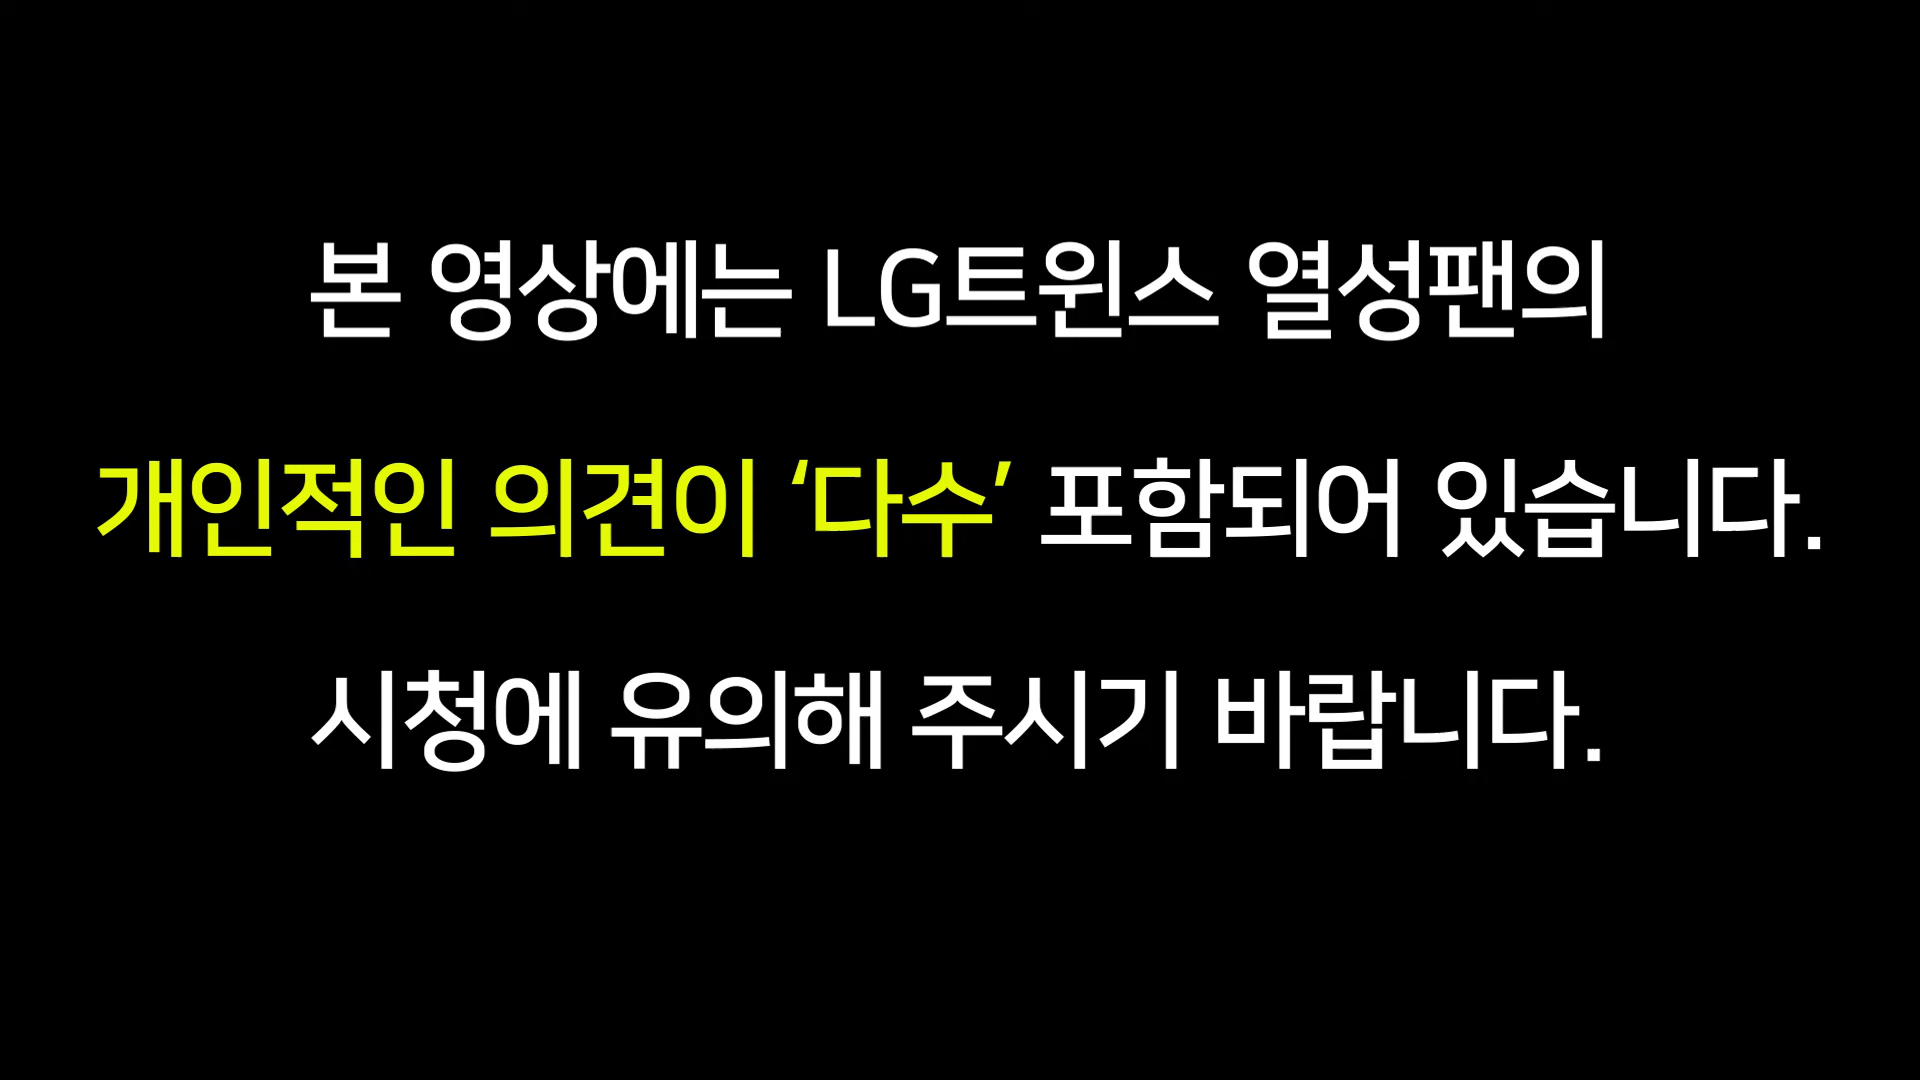 본 영상에는 LG트윈스 열성팬의
개인적인 의견이 ‘다수’ 포함되어 있습니다.
시청에 유의해 주시기 바랍니다.